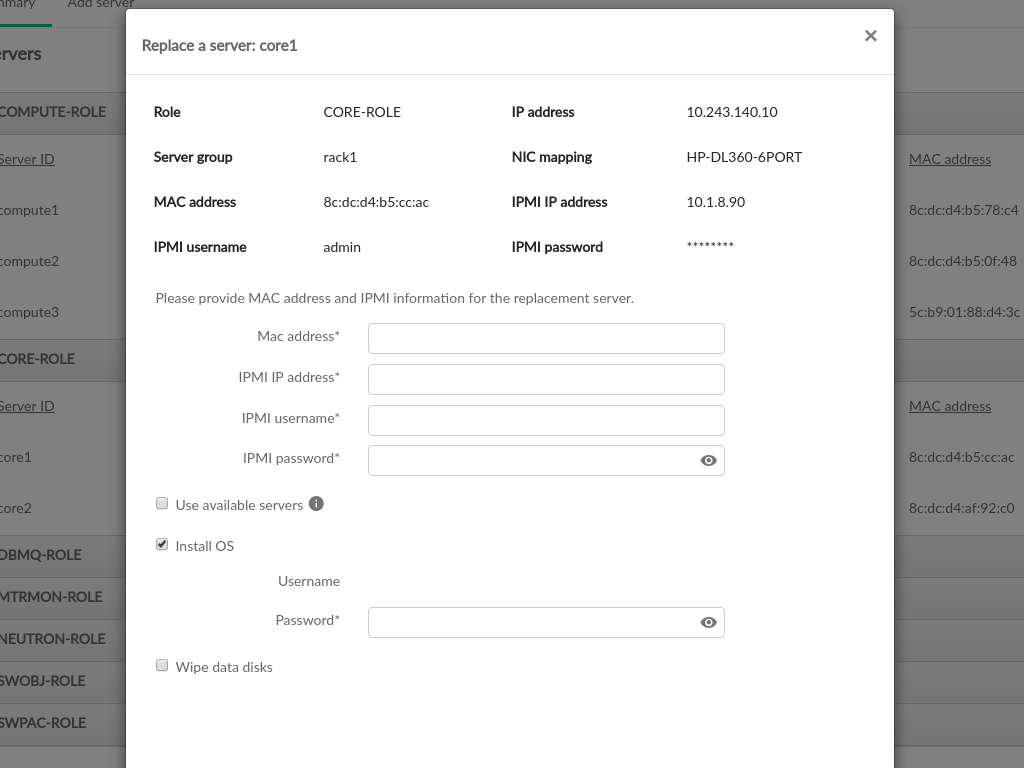 Add server
Replace a server: core1
Servers
COMPUTE-ROLE
Role CORE-ROLE IP address 10.243.140.10
Server group rack1 NIC mapping HP-DL360-6PORT
Server ID MAC address
MAC address 8c:dc:d4:b5:cc:ac IPMI IP address 10.1.8.90
compute1 8c:dc:d4:b5:78:c4
IPMI username admin IPMI password ********
compute2 8c:dc:d4:b5:0f:48
Please provide MAC address and IPMI information for the replacement server.
compute3 5c:b9:01:88:d4:3c
Mac address*
CORE-ROLE
IPMI IP address*
Server ID MAC address
IPMI username*
core1 8c:dc:d4:b5:cc:ac
IPMI password*
core2 8c:dc:d4:af:92:c0
Use available servers
Install OS
DBMQ-ROLE
Username
MTRMON-ROLE
Password*
NEUTRON-ROLE
Wipe data disks
SWOBJ-ROLE
SWPAC-ROLE